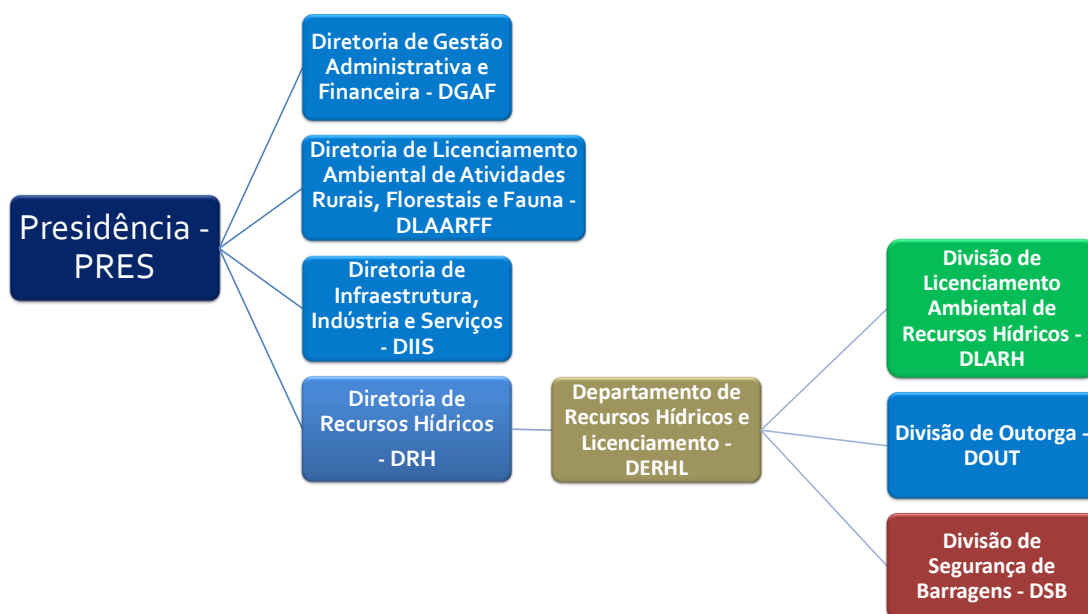 Diretoria de Gestão
Administrativa e
Financeira - DGAF
Diretoria de Licenciamento
Ambiental de Atividades
Rurais, Florestais e Fauna -
DLAARFF
Presidência -
PRES
Diretoria de
Infraestrutura,
Indústria e Serviços
- DIIS
Diretoria de
Recursos Hídricos
- DRH
Departamento de
Recursos Hídricos e
Licenciamento -
DERHL
Divisão de
Licenciamento
Ambiental de
Recursos Hídricos -
DLARH
Divisão de Outorga -
DOUT
Divisão de
Segurança de
Barragens - DSB